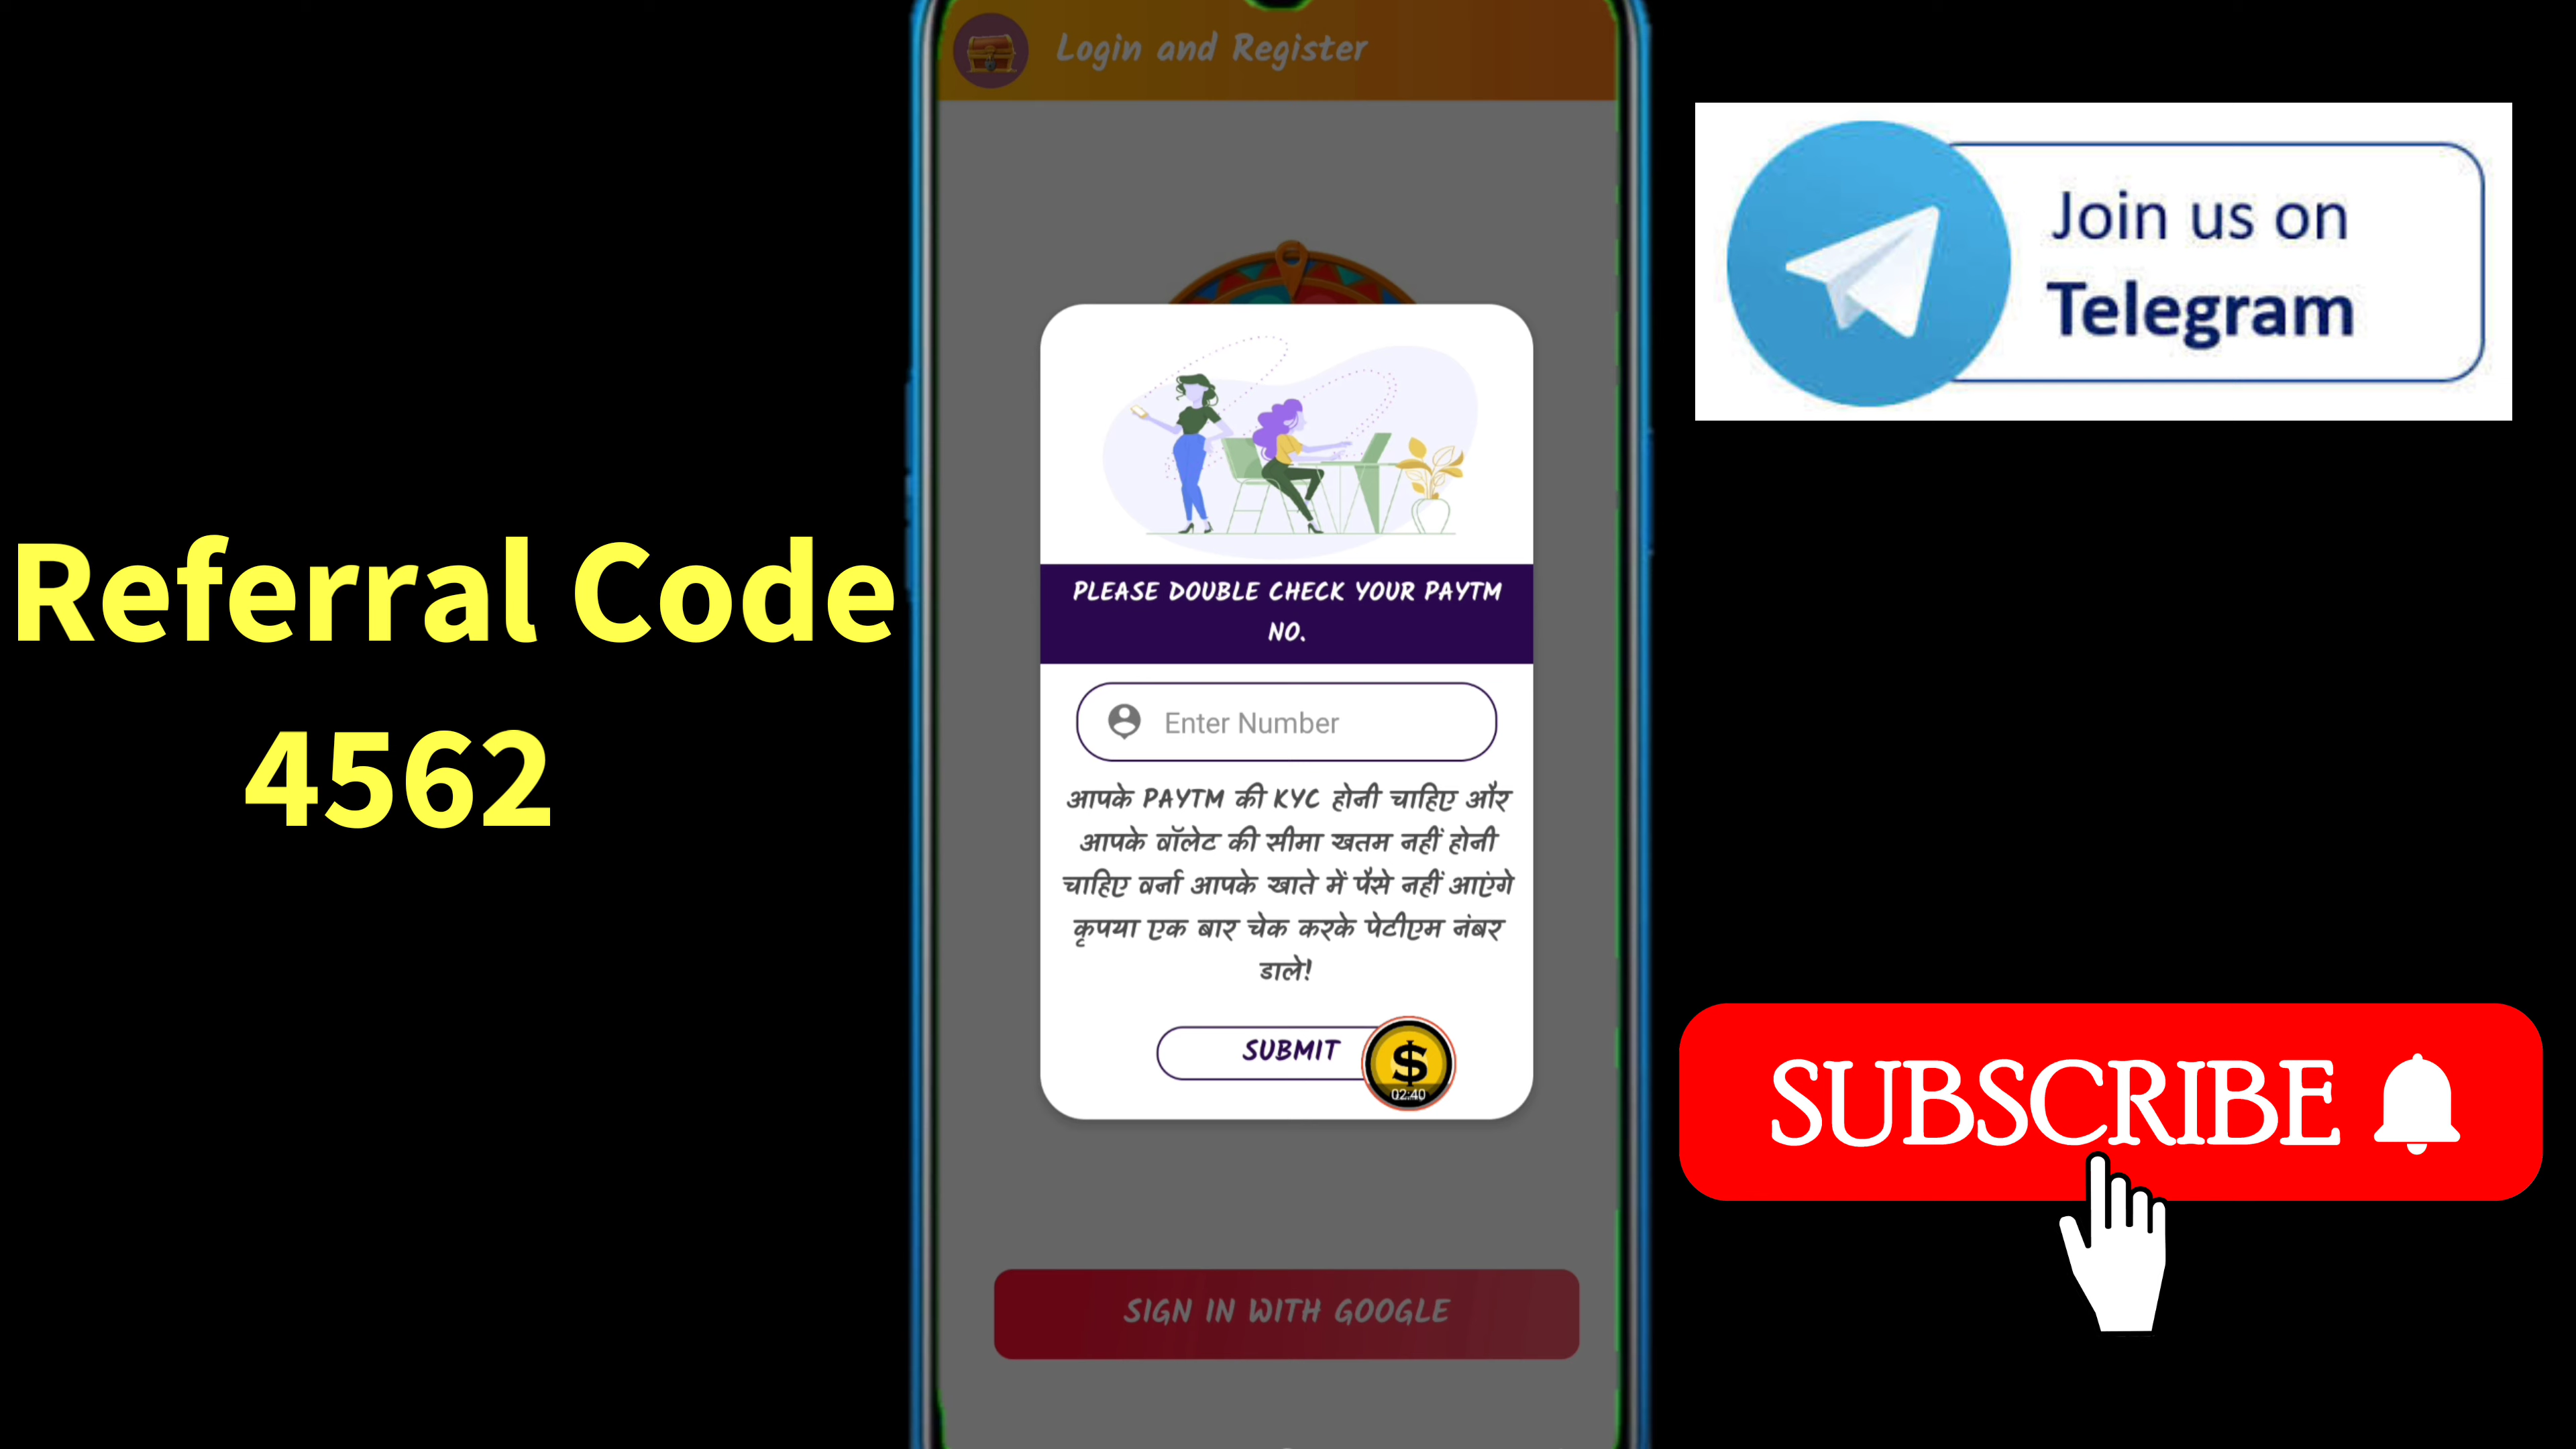 Login and Register
Join us on
Telegram
Referral Code
4562
PLEASE DOUBLE CHECK YOUR PAYTM
NO.
Enter Number
आपके PAYTM की KYC होनी चाहिए और
आपके वॉलेट की सीमा खतम नहीं होनी
चाहिए वर्ना आपके खाते में पैसे नहीं आएंगे
कृपया एक बार चेक करके पेटीएम नंबर
डाले!
SUBMIT
$
02:40
SUBSCRIBE
SIGN IN WITH GOOGLE